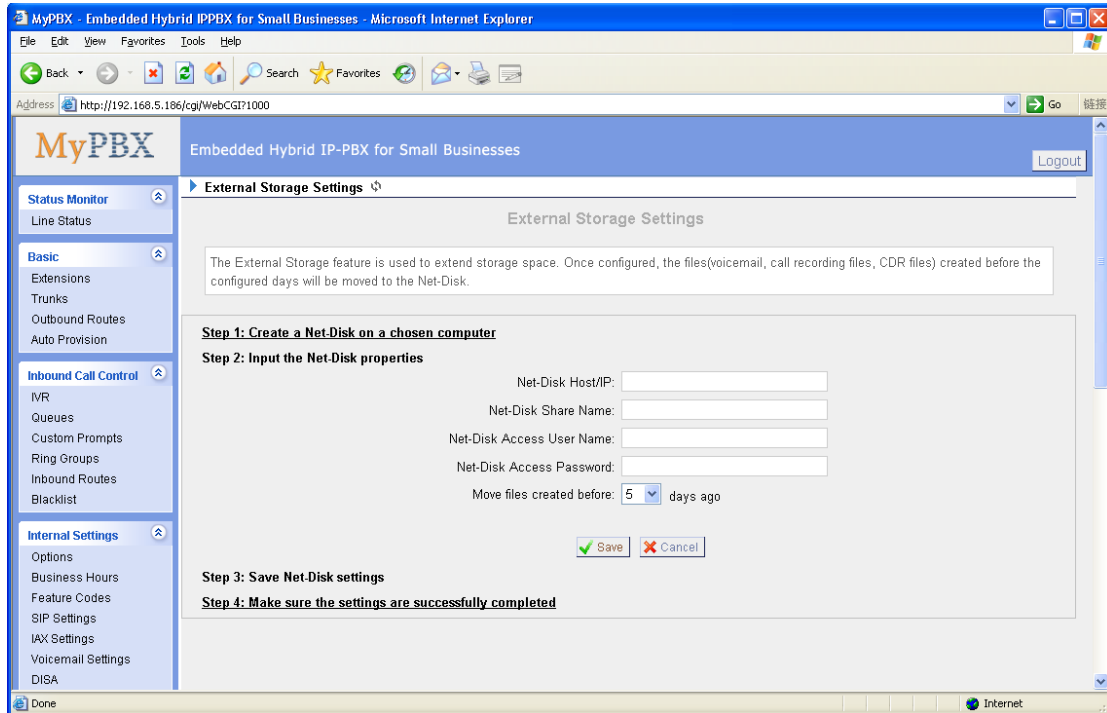 MyPBX - Embedded Hybrid IPPBX for Small Businesses - Microsoft Internet Explorer
File Edit View Favorites Tools Help
Back Search Favorites
Address http://192.168.5.186/cgi/WebCGI?1000 Go 链接
MyPBX
Embedded Hybrid IP-PBX for Small Businesses
Logout
Status Monitor
Line Status
Basic
Extensions
Trunks
Outbound Routes
Auto Provision
Inbound Call Control
IVR
Queues
Custom Prompts
Ring Groups
Inbound Routes
Blacklist
Internal Settings
Options
Business Hours
Feature Codes
SIP Settings
IAX Settings
Voicemail Settings
DISA
External Storage Settings
External Storage Settings
The External Storage feature is used to extend storage space. Once configured, the files(voicemail, call recording files, CDR files) created before the
configured days will be moved to the Net-Disk.
Step 1: Create a Net-Disk on a chosen computer
Step 2: Input the Net-Disk properties
Net-Disk Host/IP:
Net-Disk Share Name:
Net-Disk Access User Name:
Net-Disk Access Password:
Move files created before: 5 days ago
Save Cancel
Step 3: Save Net-Disk settings
Step 4: Make sure the settings are successfully completed
Done Internet